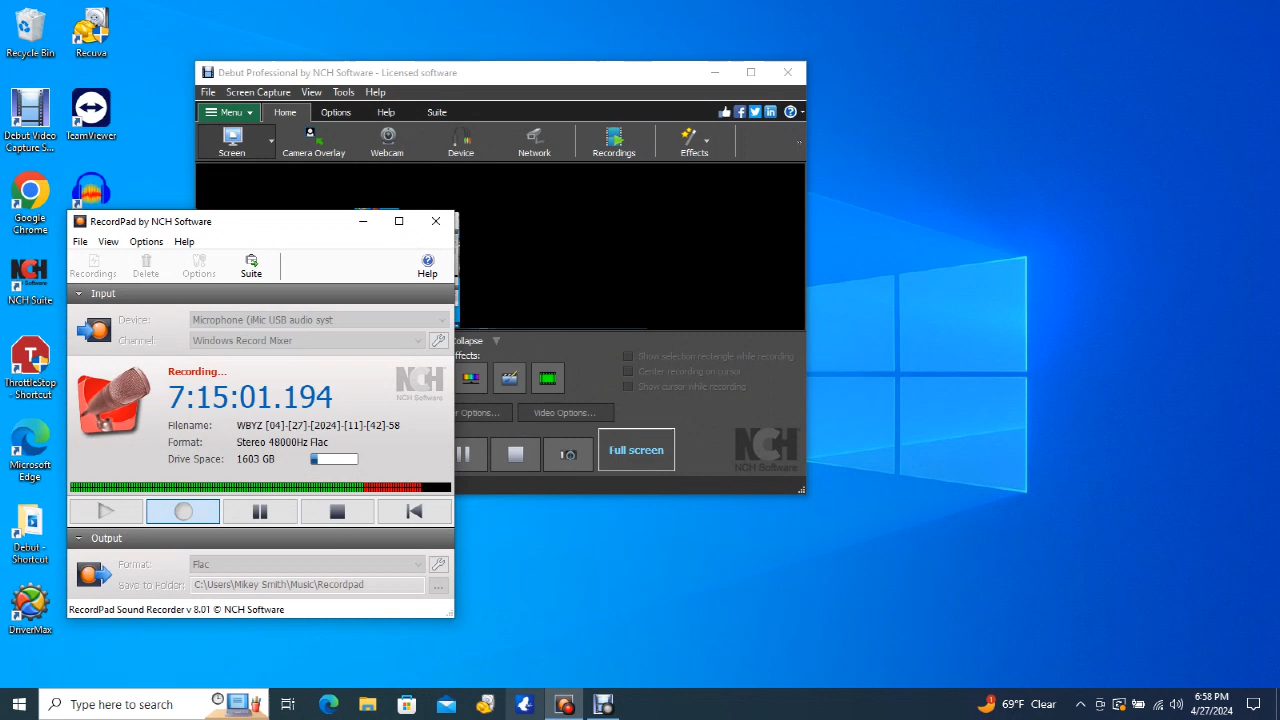 Recycle Bin
Recuva
Debut Video
Capture S...
TeamViewer
Google
Chrome
NCH
Software
NCH Suite
ThrottleStop
- Shortcut
Microsoft
Edge
Debut -
Shortcut
DriverMax
Debut Professional by NCH Software - Licensed software
File Screen Capture View Tools Help
Menu Home Options Help Suite
Screen Camera Overlay Webcam Device Network Recordings Effects
RecordPad by NCH Software
File View Options Help
Recordings Delete Options Suite Help
Input
Device: Microphone (iMic USB audio syst
Channel: Windows Record Mixer
Recording...
7:15:01.194
NCH
NCH Software
Filename: WBYZ [04]-[27]-[2024]-[11]-[42]-58
Format: Stereo 48000Hz Flac
Drive Space: 1603 GB
Output
Format: Flac
Save to Folder: C:\Users\Mikey Smith\Music\Recordpad
...
RecordPad Sound Recorder v 8.01 © NCH Software
Show selection rectangle while recording
Center recording on cursor
Show cursor while recording
Video Options...
Full screen
NCH
NCH Software
Type here to search
69°F Clear
6:58 PM
4/27/2024